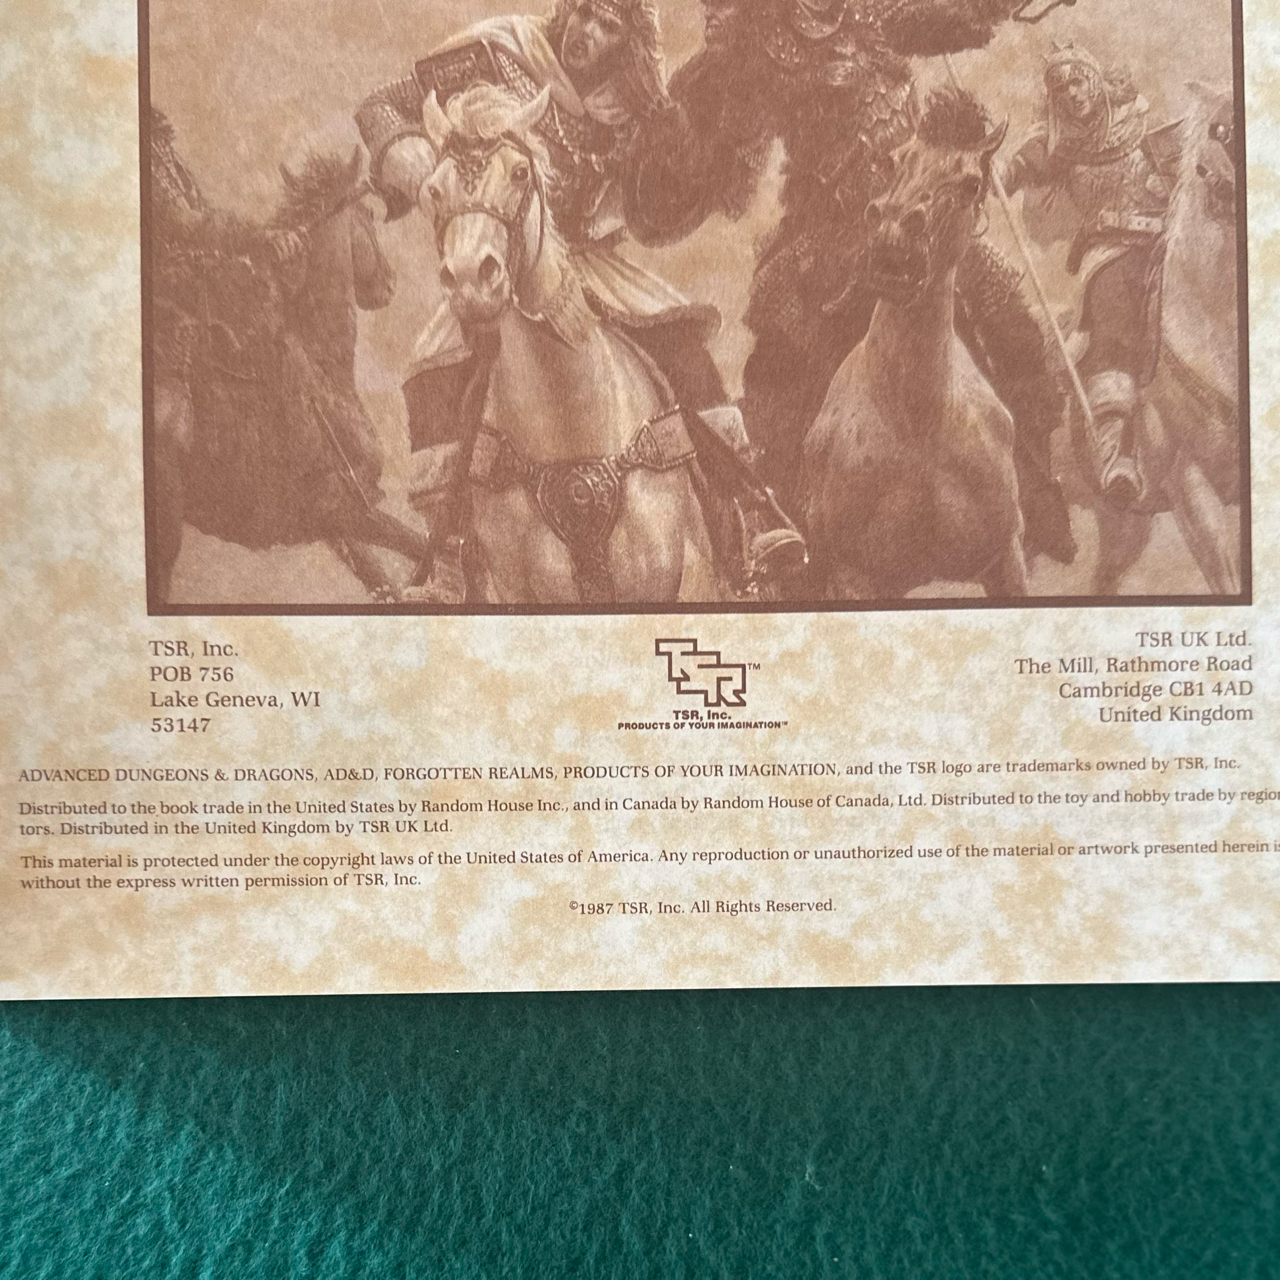 TSR, Inc.
POB 756
Lake Geneva, WI
53147
TSR™
TSR, Inc.
PRODUCTS OF YOUR IMAGINATION™
TSR UK Ltd.
The Mill, Rathmore Road
Cambridge CB1 4AD
United Kingdom
ADVANCED DUNGEONS & DRAGONS, AD&D, FORGOTTEN REALMS, PRODUCTS OF YOUR IMAGINATION, and the TSR logo are trademarks owned by TSR, Inc.
Distributed to the book trade in the United States by Random House Inc., and in Canada by Random House of Canada, Ltd. Distributed to the toy and hobby trade by
tors. Distributed in the United Kingdom by TSR UK Ltd.
This material is protected under the copyright laws of the United States of America. Any reproduction or unauthorized use of the material or artwork presented herein is
without the express written permission of TSR, Inc.
©1987 TSR, Inc. All Rights Reserved.